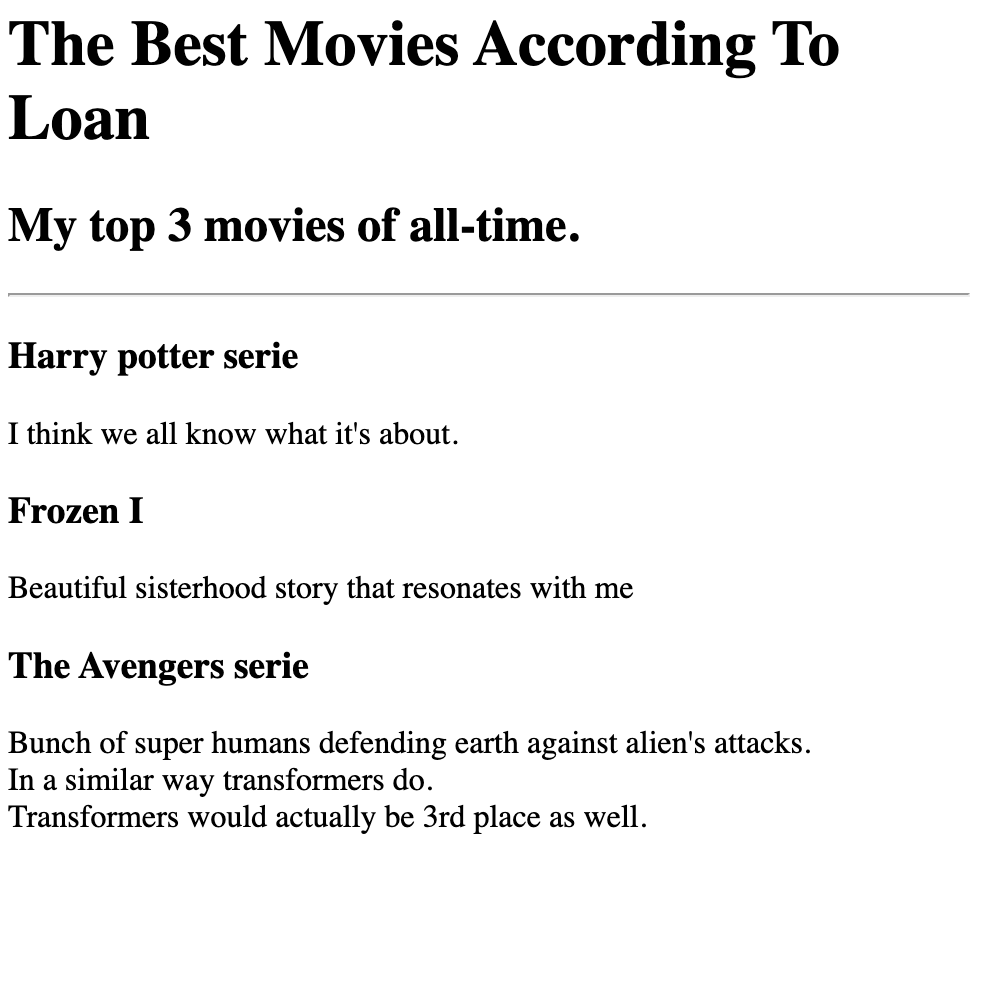 The Best Movies According To
Loan
My top 3 movies of all-time.
Harry potter serie
I think we all know what it's about.
Frozen I
Beautiful sisterhood story that resonates with me
The Avengers serie
Bunch of super humans defending earth against alien's attacks.
In a similar way transformers do.
Transformers would actually be 3rd place as well.